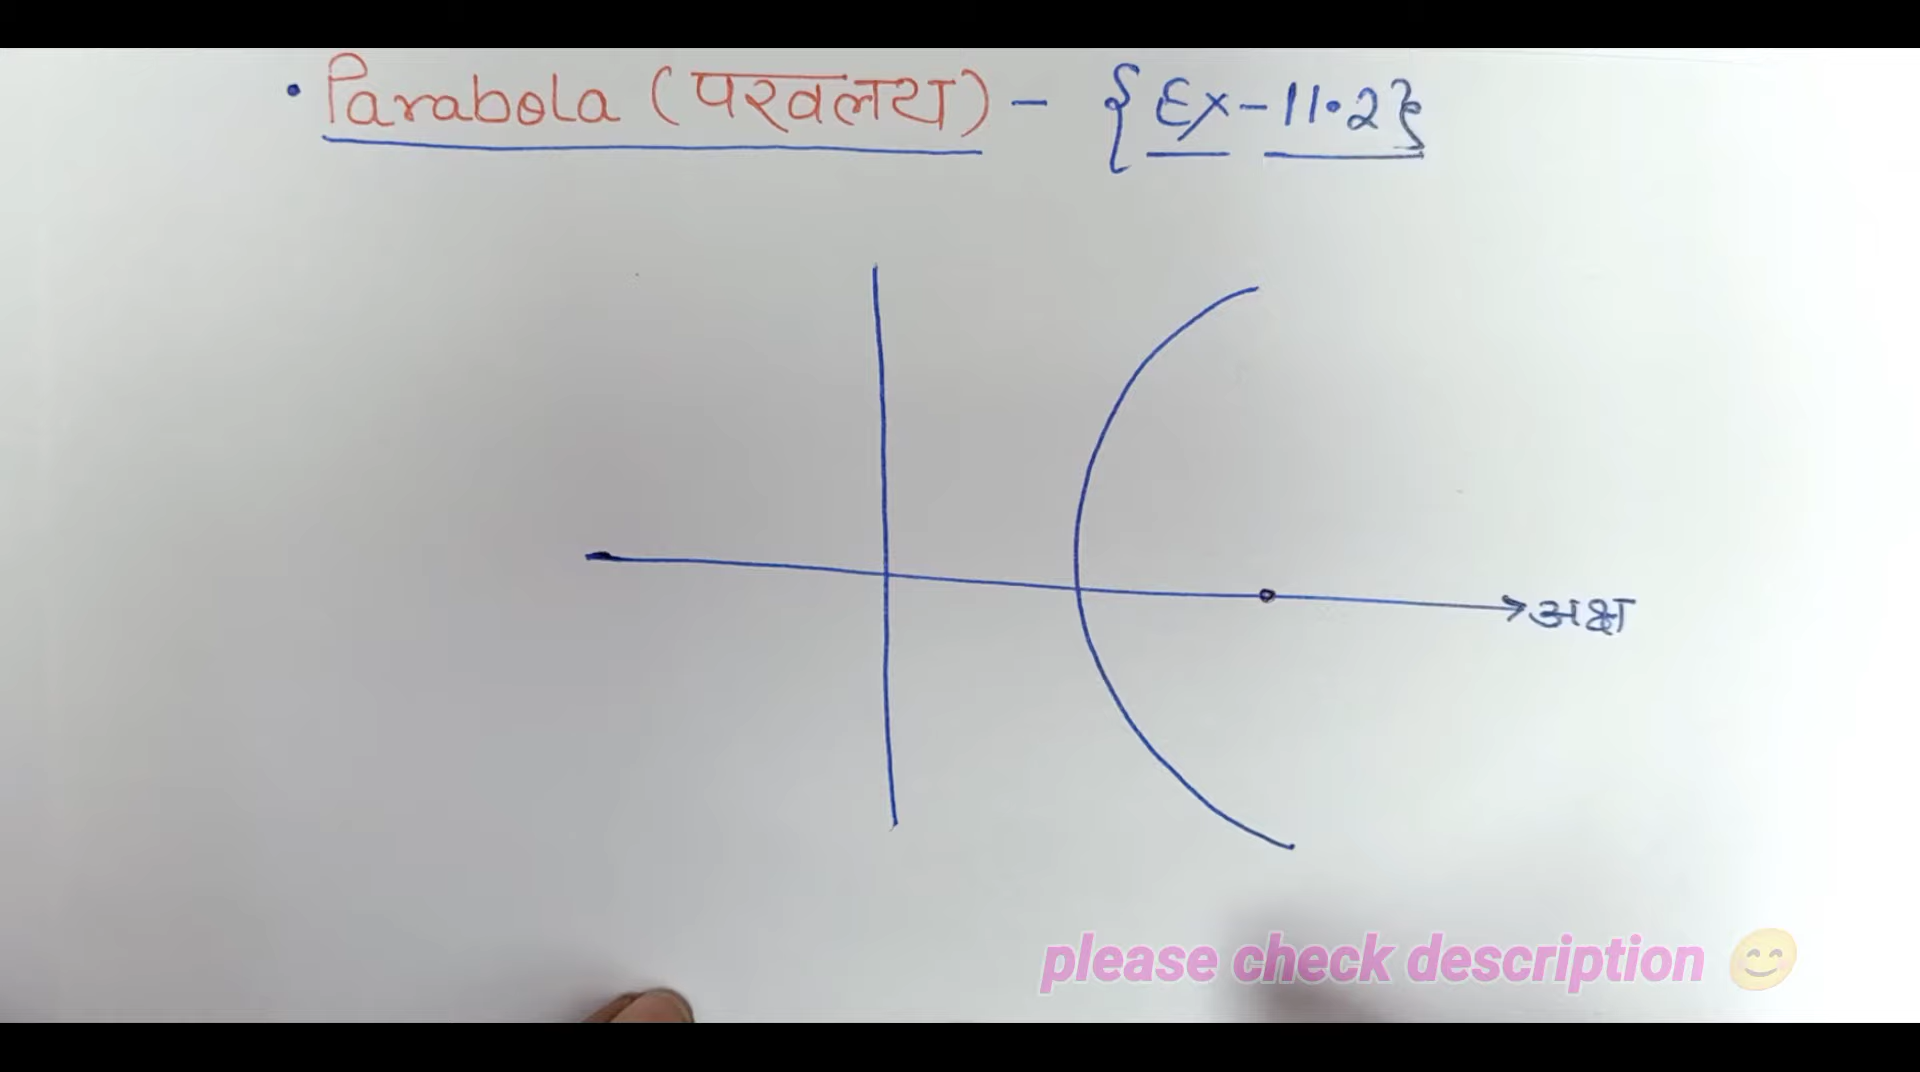 • Parabola (परवलय) - {Ex-11.2}
अक्ष
please check description 😊